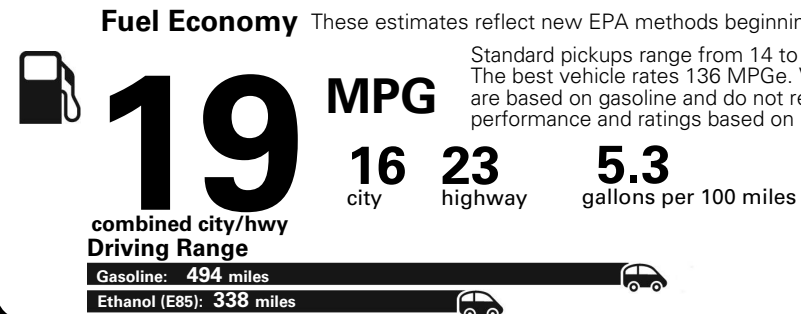 Fuel Economy These estimates reflect new EPA methods beginnin
Standard pickups range from 14 to
The best vehicle rates 136 MPGe. V
are based on gasoline and do not re
performance and ratings based on
19 MPG
16 23 5.3
city highway gallons per 100 miles
combined city/hwy
Driving Range
Gasoline: 494 miles
Ethanol (E85): 338 miles